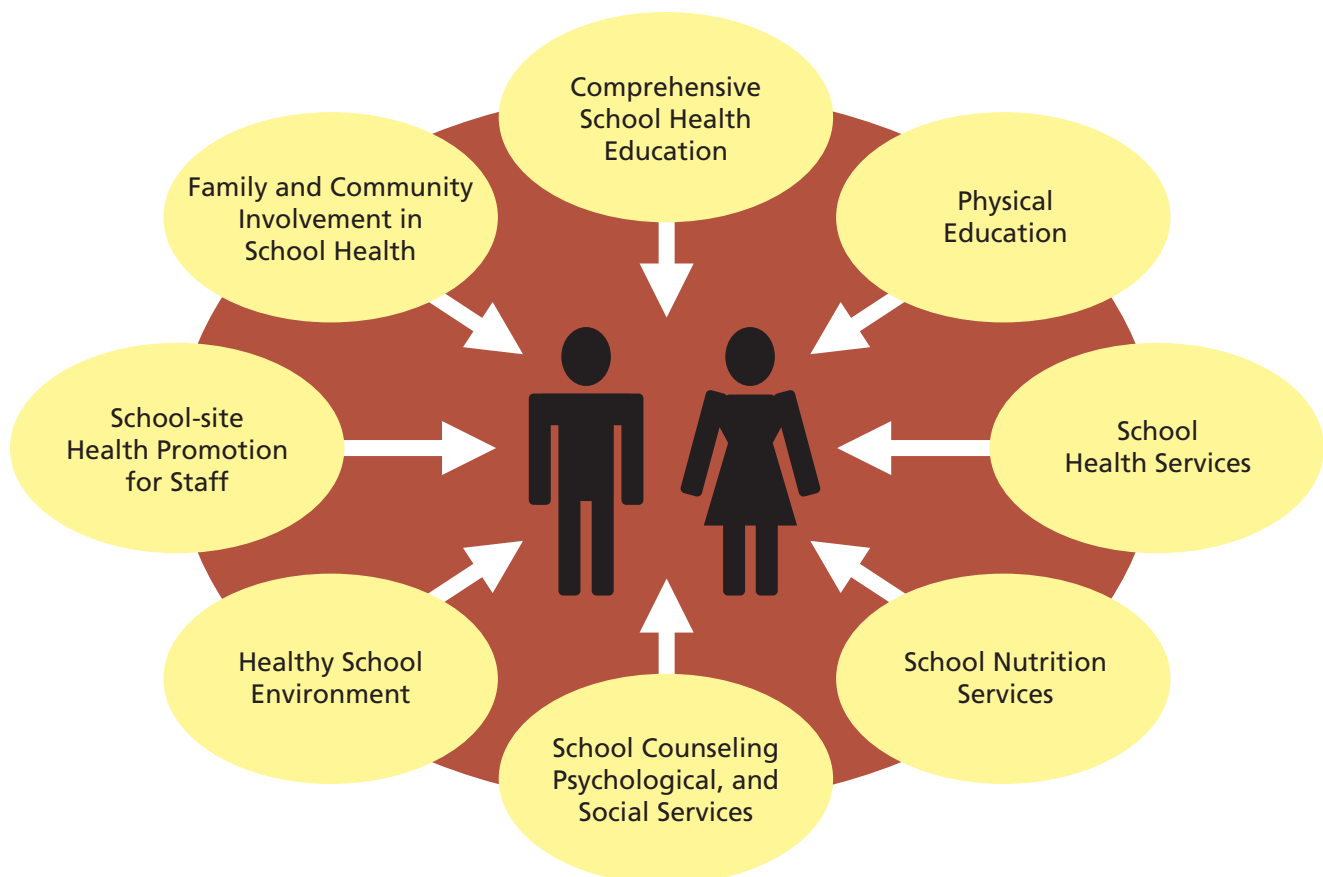 Comprehensive
School Health
Education
Physical
Education
School
Health Services
School Nutrition
Services
School Counseling
Psychological, and
Social Services
Healthy School
Environment
School-site
Health Promotion
for Staff
Family and Community
Involvement in
School Health